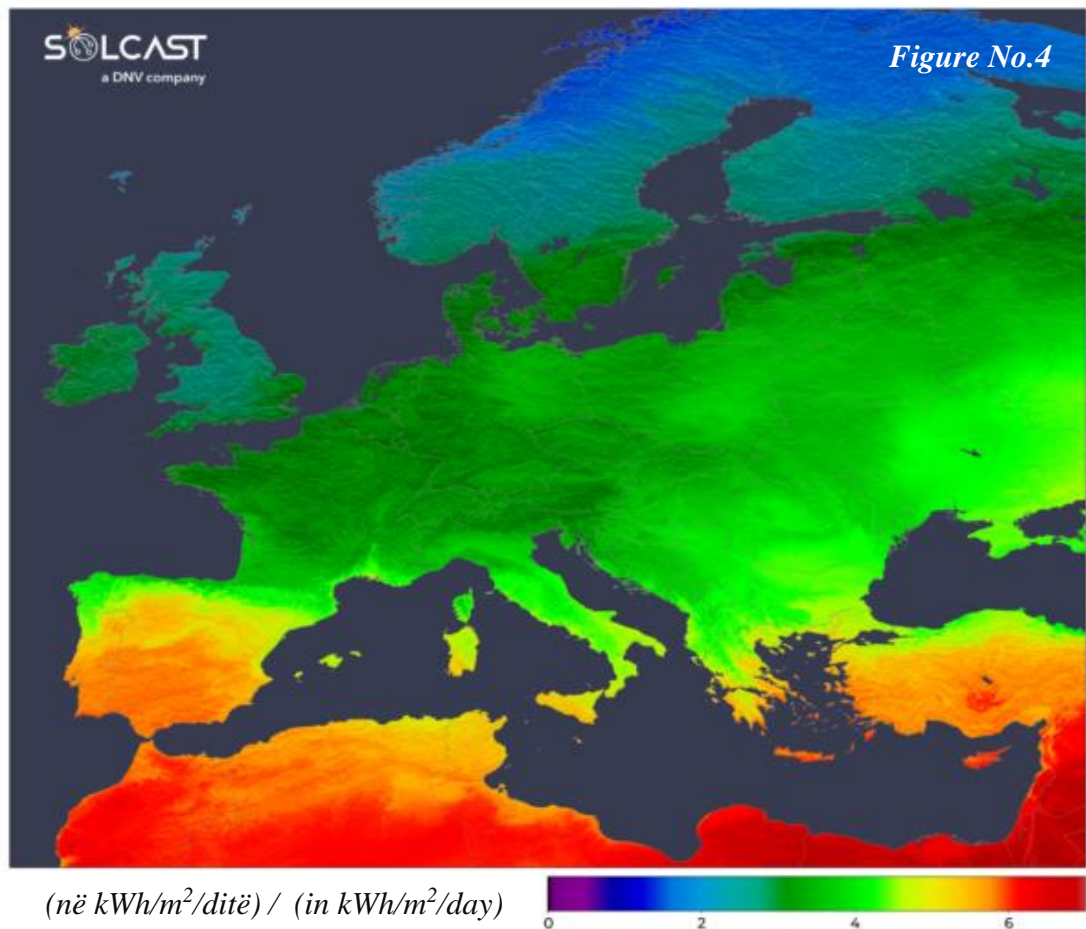 SOLCAST
a DNV company
Figure No.4
(në kWh/m²/ditë) / (in kWh/m²/day)
0 2 4 6